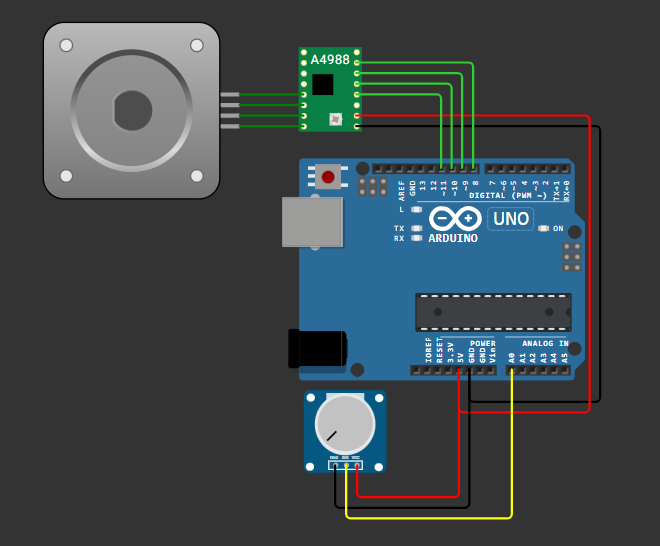 A4988
AREF
GND
13
12
~11
~10
~9
8
7
~6
~5
4
~3
2
TX→1
RX←0
DIGITAL (PWM ~)
L
UNO
TX
RX
ARDUINO
ON
IOREF
RESET
3.3V
5V
GND
GND
Vin
POWER
A0
A1
A2
A3
A4
A5
ANALOG IN
GND SIG VCC